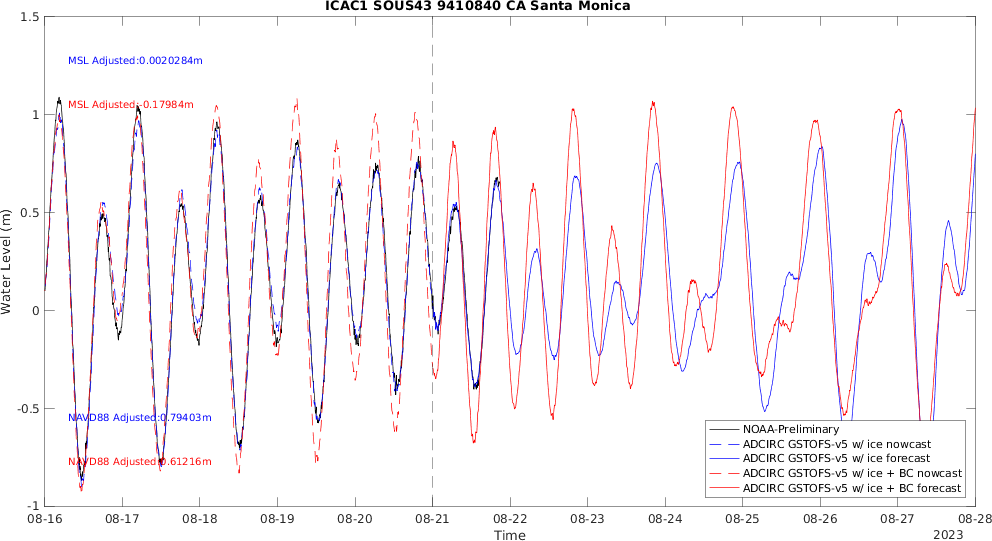 ICAC1 SOUS43 9410840 CA Santa Monica
1.5
MSL Adjusted:0.0020284m
MSL Adjusted:-0.17984m
1
0.5
Water Level (m)
0
-0.5
NAVD88 Adjusted:0.79403m
NAVD88 Adjusted:0.61216m
-1
NOAA-Preliminary
ADCIRC GSTOFS-v5 w/ ice nowcast
ADCIRC GSTOFS-v5 w/ ice forecast
ADCIRC GSTOFS-v5 w/ ice + BC nowcast
ADCIRC GSTOFS-v5 w/ ice + BC forecast
08-16 08-17 08-18 08-19 08-20 08-21 08-22 08-23 08-24 08-25 08-26 08-27 08-28
Time
2023